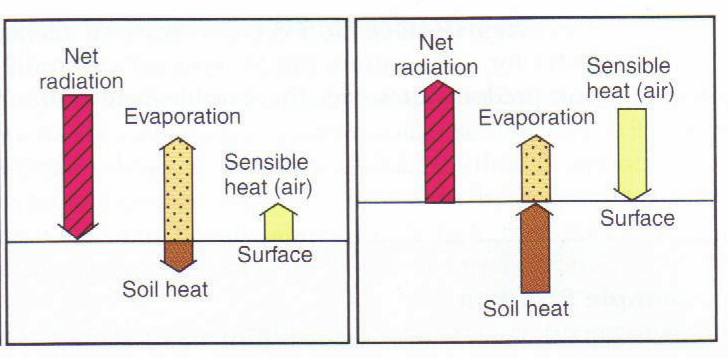 Net
radiation
Evaporation
Sensible
heat (air)
Surface
Soil heat
Net
radiation
Sensible
heat (air)
Evaporation
Surface
Soil heat